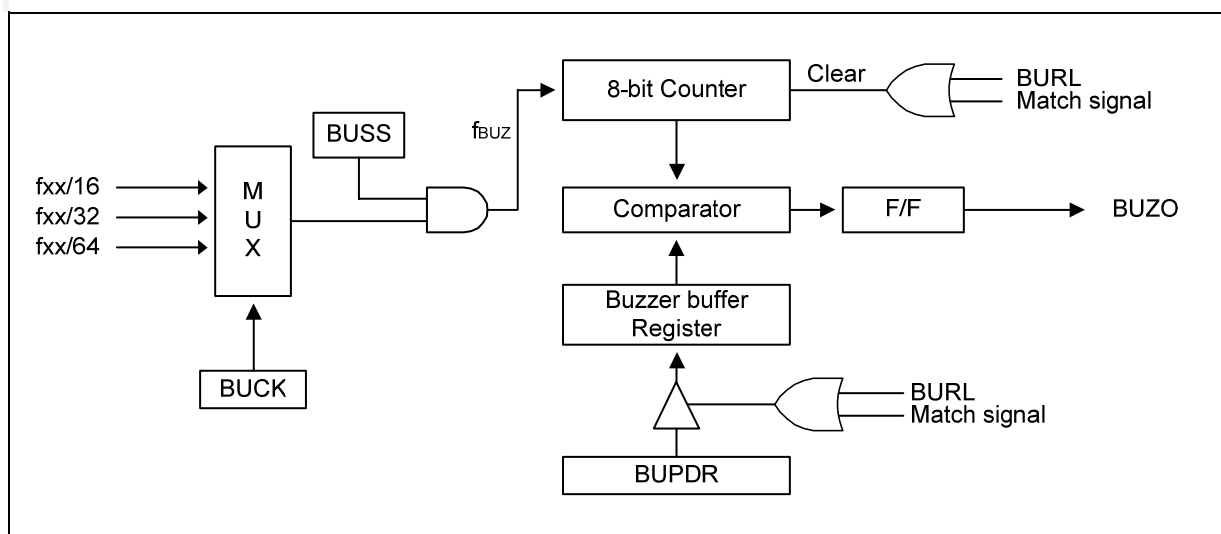 8-bit Counter
Clear
BURL
Match signal
BUSS
fBUZ
fxx/16
fxx/32
fxx/64
M
U
X
Comparator
F/F
BUZO
Buzzer buffer
Register
BUCK
BURL
Match signal
BUPDR